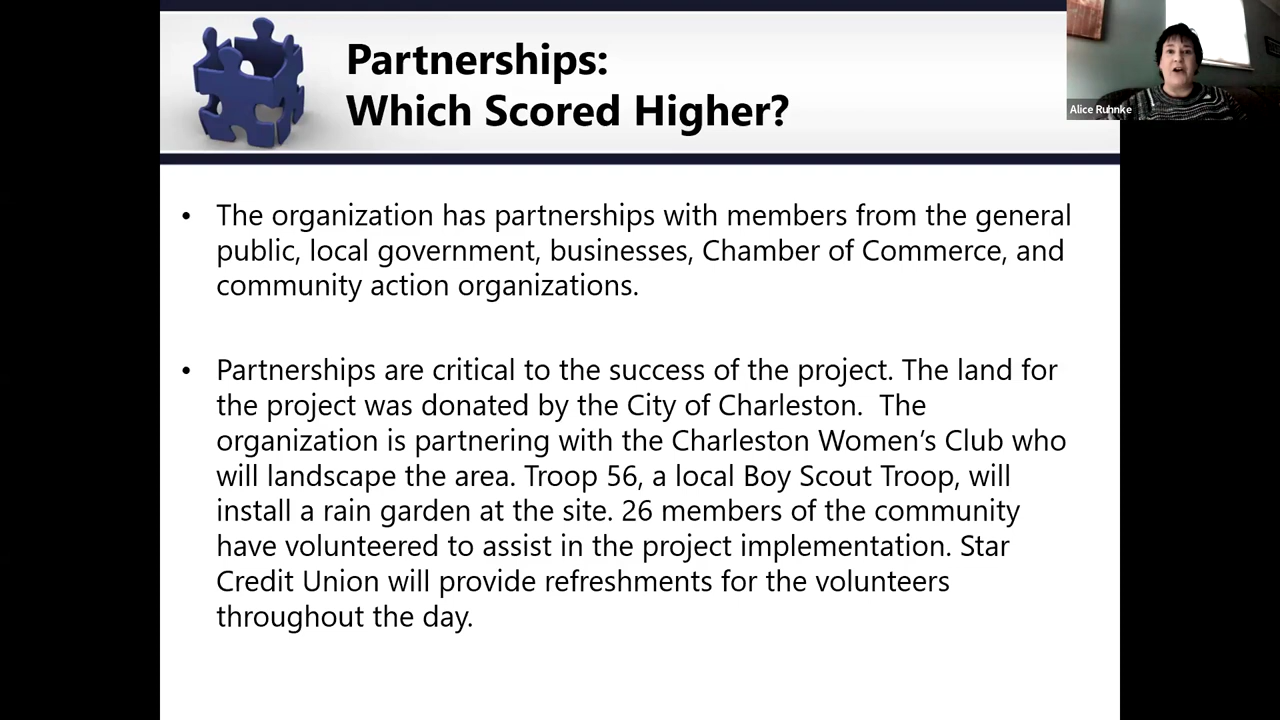 Partnerships:
Which Scored Higher?
Alice Ruhnke
• The organization has partnerships with members from the general
public, local government, businesses, Chamber of Commerce, and
community action organizations.
• Partnerships are critical to the success of the project. The land for
the project was donated by the City of Charleston.  The
organization is partnering with the Charleston Women’s Club who
will landscape the area. Troop 56, a local Boy Scout Troop, will
install a rain garden at the site. 26 members of the community
have volunteered to assist in the project implementation. Star
Credit Union will provide refreshments for the volunteers
throughout the day.